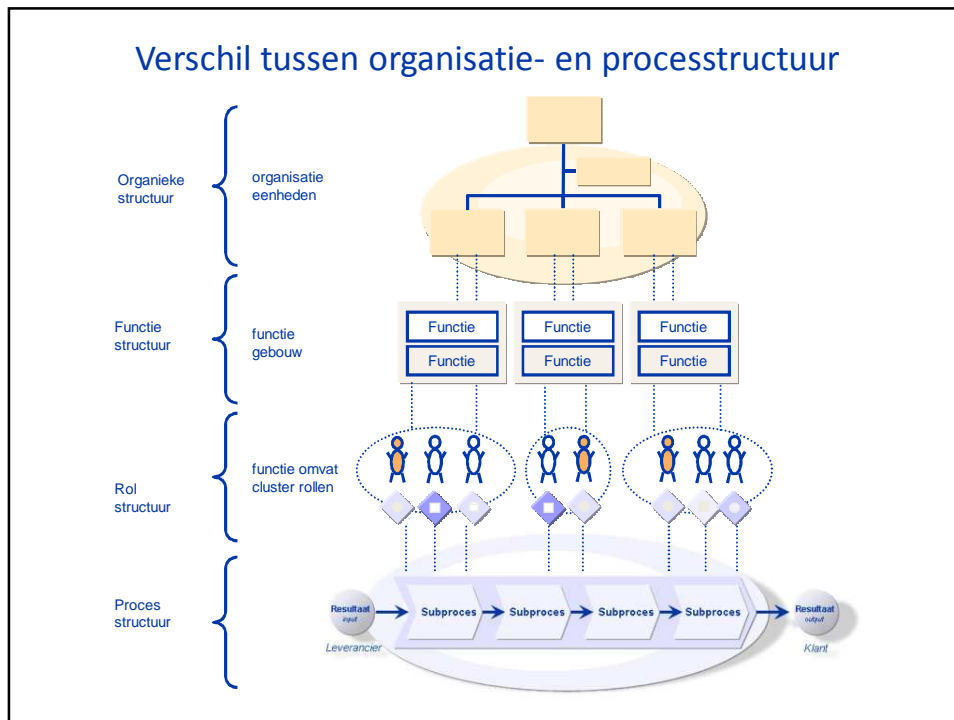 Verschil tussen organisatie- en processtructuur
Organieke
structuur
organisatie
eenheden
Functie
structuur
functie
gebouw
Functie
Functie
Functie
Functie
Functie
Functie
Rol
structuur
functie omvat
cluster rollen
Proces
structuur
Resultaat
input
Leverancier
Subproces
Subproces
Subproces
Subproces
Resultaat
output
Klant